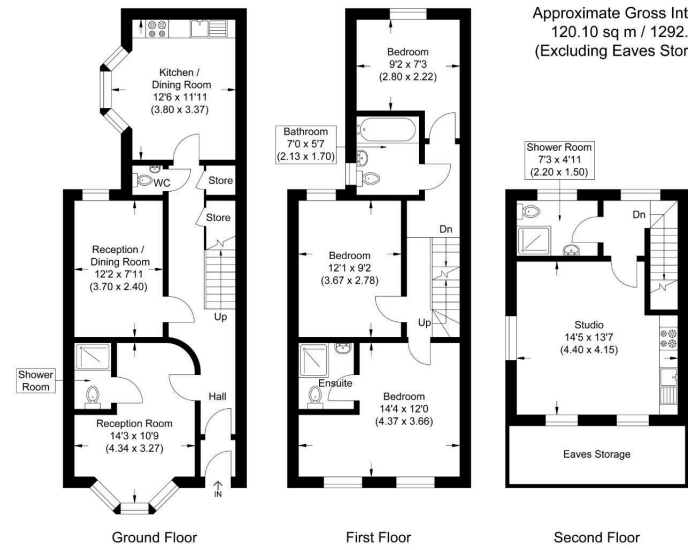 Approximate Gross Int
120.10 sq m / 1292.
(Excluding Eaves Stor
Kitchen /
Dining Room
12'6 x 11'11
(3.80 x 3.37)
WC
Store
Store
Reception /
Dining Room
12'2 x 7'11
(3.70 x 2.40)
Up
Shower
Room
Hall
Reception Room
14'3 x 10'9
(4.34 x 3.27)
IN
Ground Floor
Bedroom
9'2 x 7'3
(2.80 x 2.22)
Bathroom
7'0 x 5'7
(2.13 x 1.70)
Dn
Bedroom
12'1 x 9'2
(3.67 x 2.78)
Up
Ensuite
Bedroom
14'4 x 12'0
(4.37 x 3.66)
First Floor
Shower Room
7'3 x 4'11
(2.20 x 1.50)
Dn
Studio
14'5 x 13'7
(4.40 x 4.15)
Eaves Storage
Second Floor